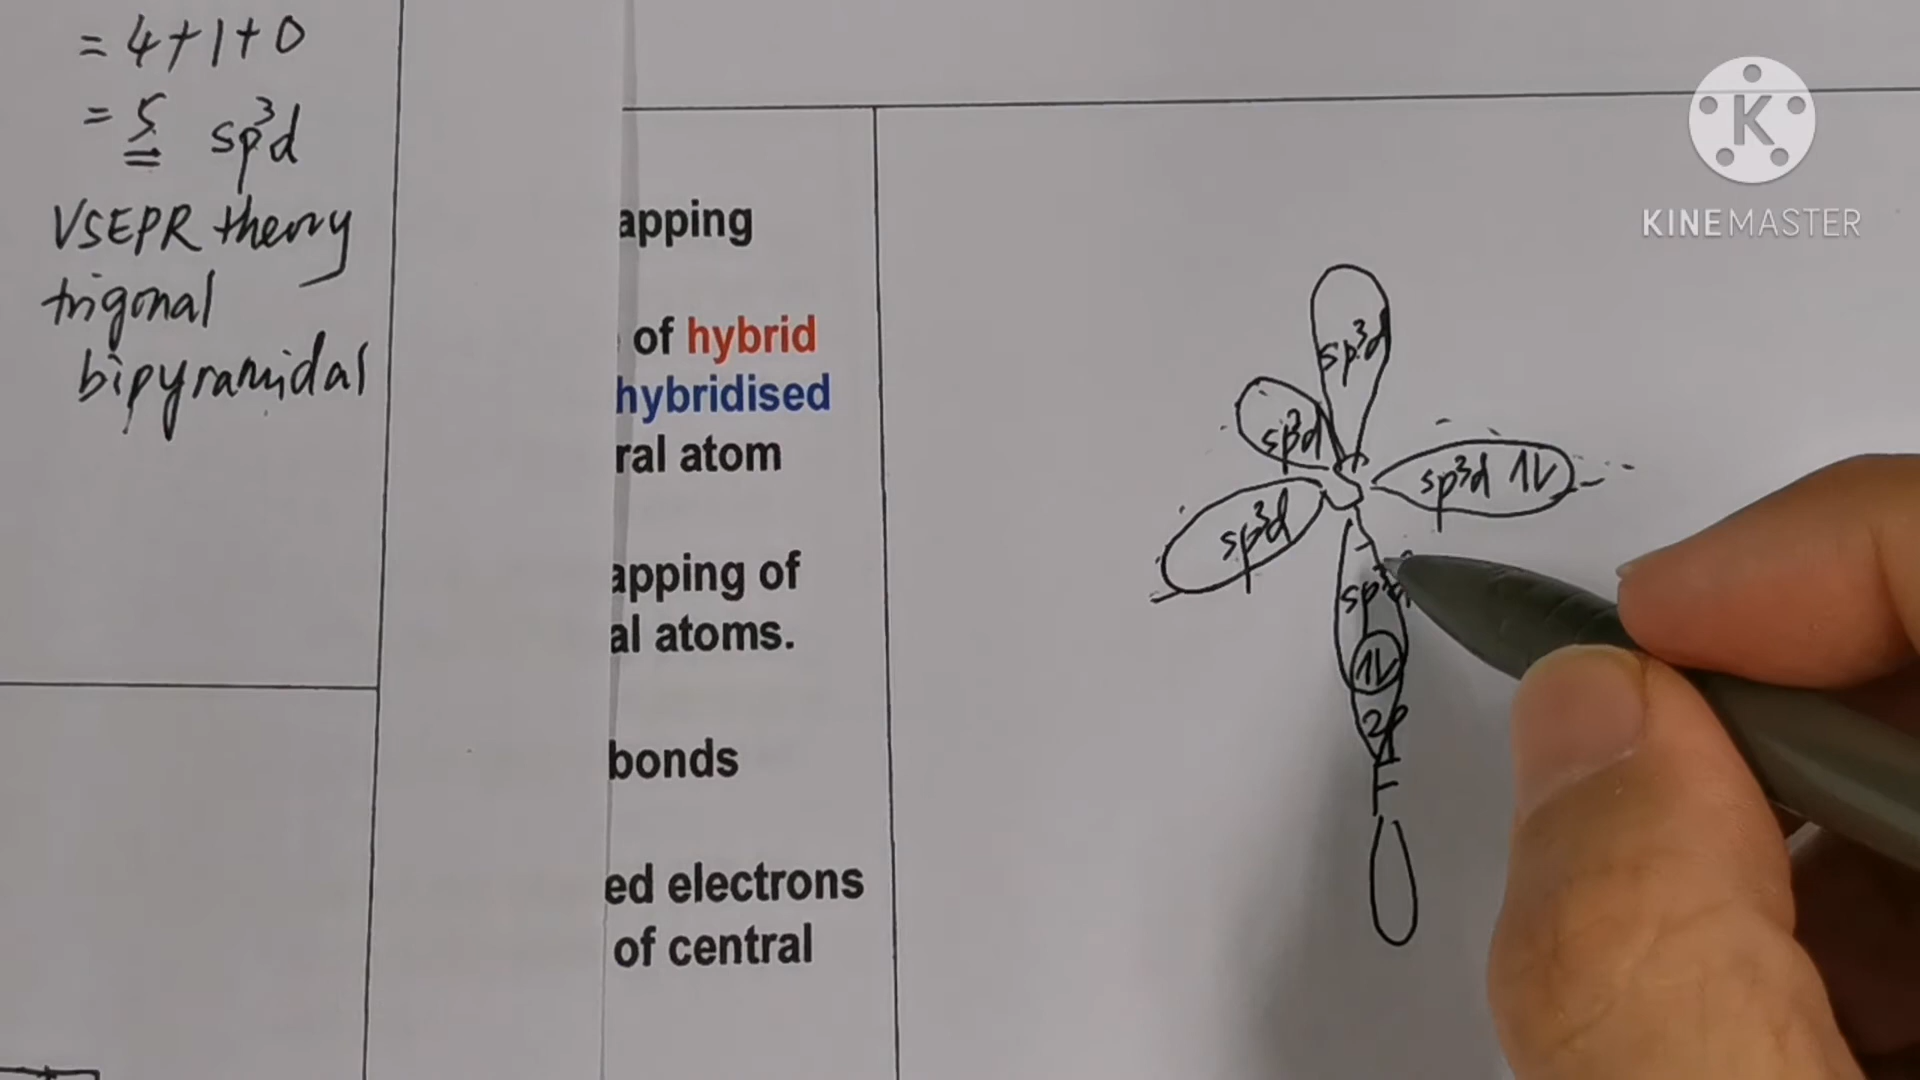 = 4+1+0
= 5 sp³d
VSEPR theory
trigonal
bipyramidal
apping
of hybrid
hybridised
ral atom
apping of
al atoms.
bonds
ed electrons
of central
sp³d
sp³d
sp³d 1V
sp³d
sp³d
1V
2p
F
K
KINEMASTER